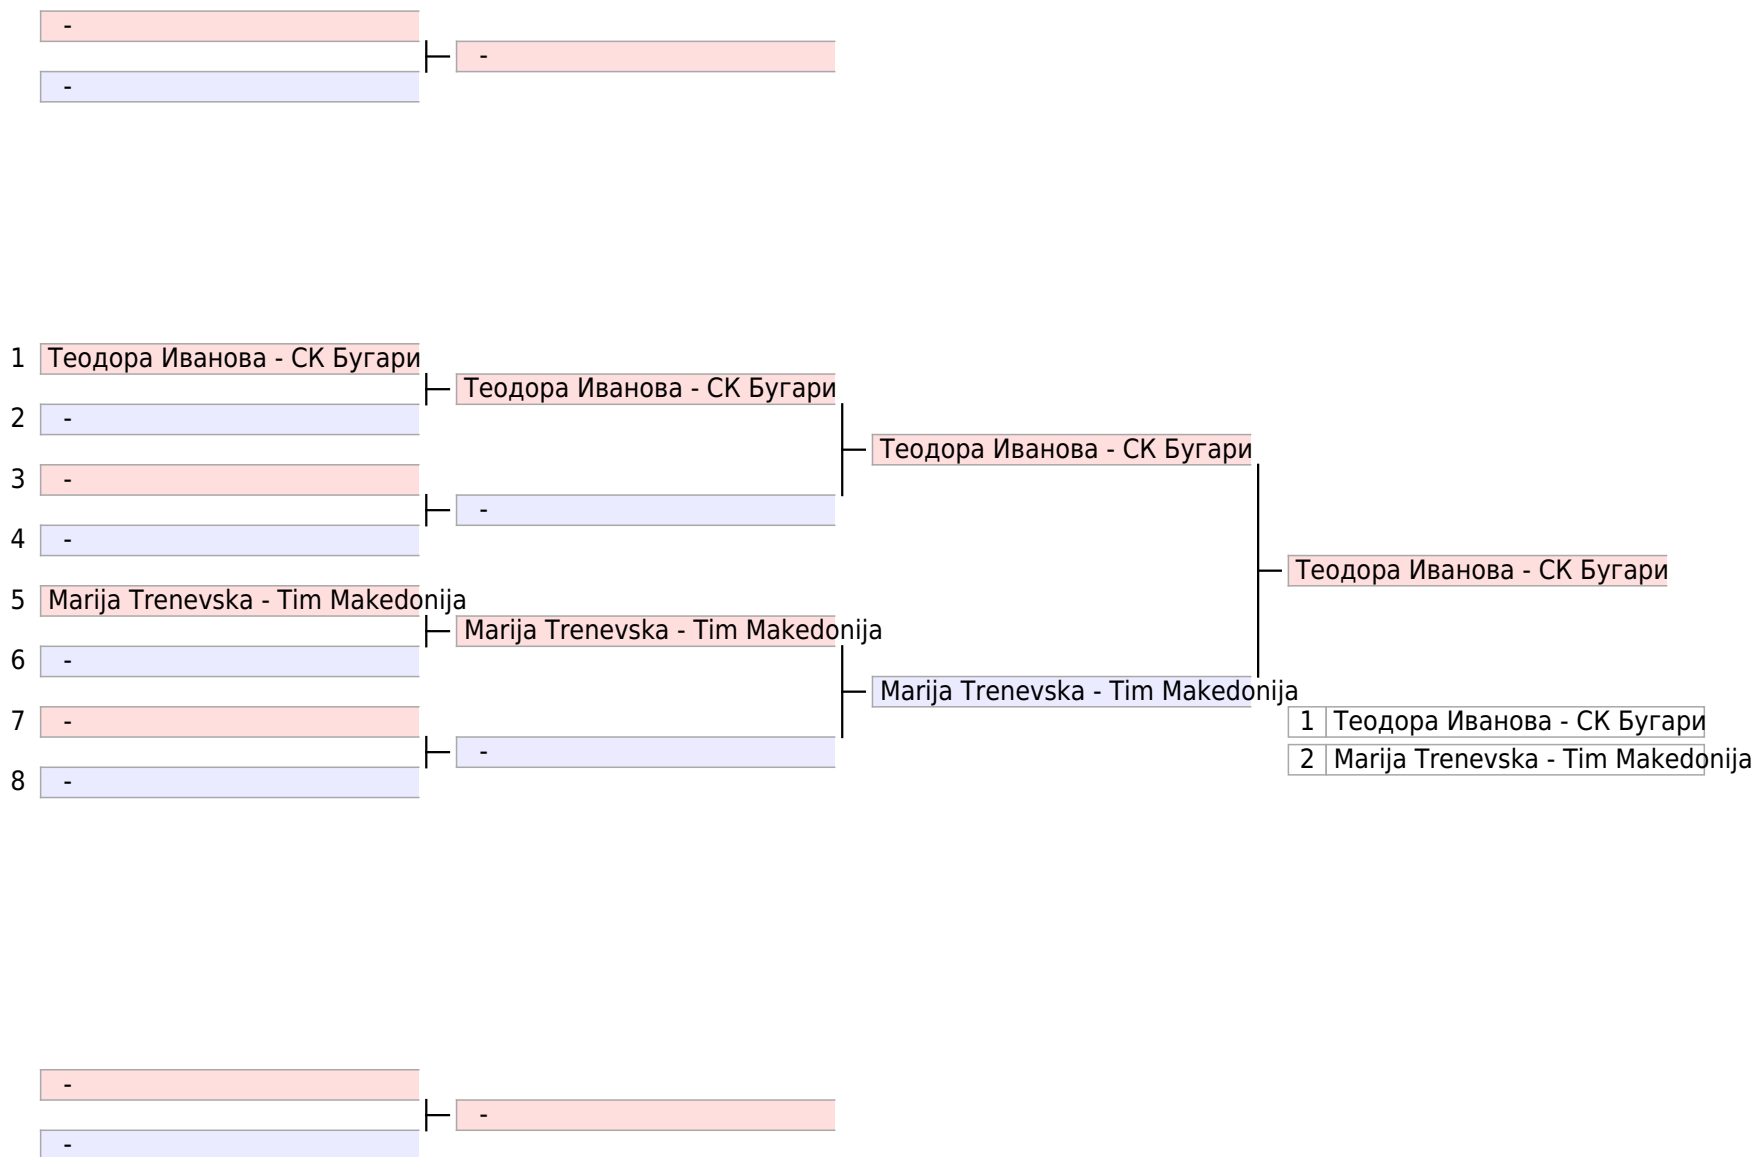 -
-
-
1 Теодора Иванова - СК Бугари
Теодора Иванова - СК Бугари
2 -
Теодора Иванова - СК Бугари
3 -
-
4 -
Теодора Иванова - СК Бугари
5 Marija Trenevska - Tim Makedonija
Marija Trenevska - Tim Makedonija
6 -
Marija Trenevska - Tim Makedonija
7 -
1 Теодора Иванова - СК Бугари
-
2 Marija Trenevska - Tim Makedonija
8 -
-
-
-